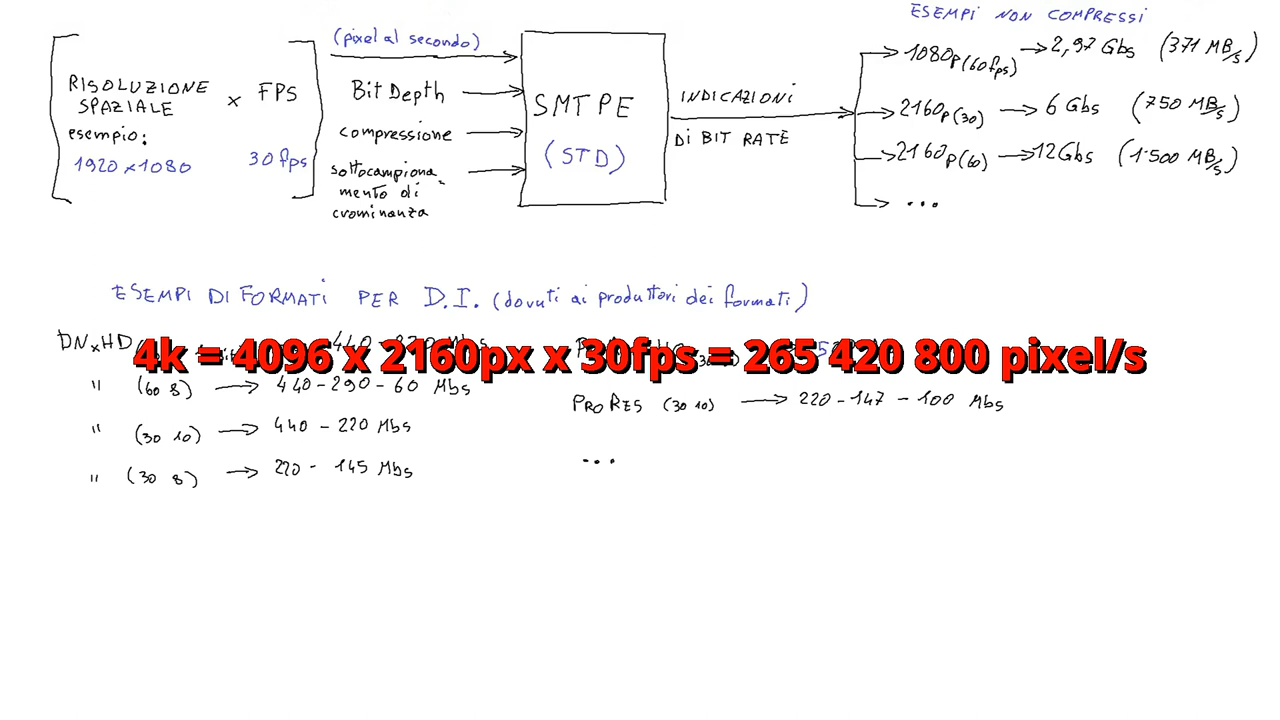 ESEMPI NON COMPRESSI
[RISOLUZIONE SPAZIALE x FPS]
esempio:
1920x1080 30fps
(pixel al secondo)
Bit Depth
compressione
sottocampiona
mento di
crominanza
SMTPE
(STD)
INDICAZIONI
DI BIT RATE
1080p(60fps) → 2,97 Gbs (371 MB/s)
2160p(30) → 6 Gbs (750 MB/s)
2160p(60) → 12Gbs (1.500 MB/s)
...
ESEMPI DI FORMATI PER D.I. (dovuti ai produttori dei formati)
DNxHD
4k = 4096 x 2160px x 30fps = 265 420 800 pixel/s
" (60 8) → 440-290-60 Mbs
PRORES (30 10) → 220-147-100 Mbs
" (30 10) → 440-220 Mbs
" (30 8) → 220-145 Mbs
...